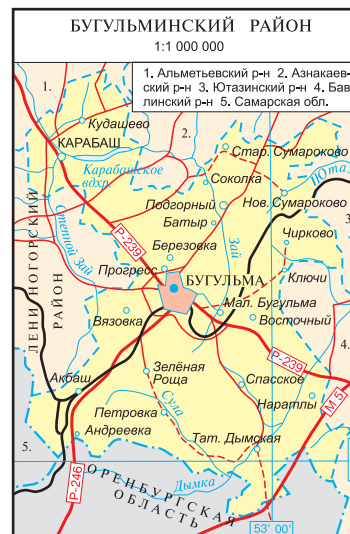 БУГУЛЬМИНСКИЙ РАЙОН
1:1 000 000
1. Альметьевский р-н 2. Азнакаев-
ский р-н 3. Ютазинский р-н 4. Бав
линский р-н 5. Самарская обл.
1.
Кудашево
2.
КАРАБАШ
Стар. Сумароково
Карабашское
вдхр.
Соколка
Ютаз
Нов. Сумароково
Подгорный
Степной Зай
Батыр
3.
Р-239
Зай
Чирково
Березовка
ЛЕНИНОГОРСКИЙ
РАЙОН
Прогресс
Ключи
БУГУЛЬМА
Мал. Бугульма
Вязовка
Восточный
Р-239
4.
Зелёная
Роща
Акбаш
Спасское
М 5
Сула
Наратлы
Петровка
Андреевка
Тат. Дымская
5.
Р-246
Дымка
ОРЕНБУРГСКАЯ
ОБЛАСТЬ
53° 00'